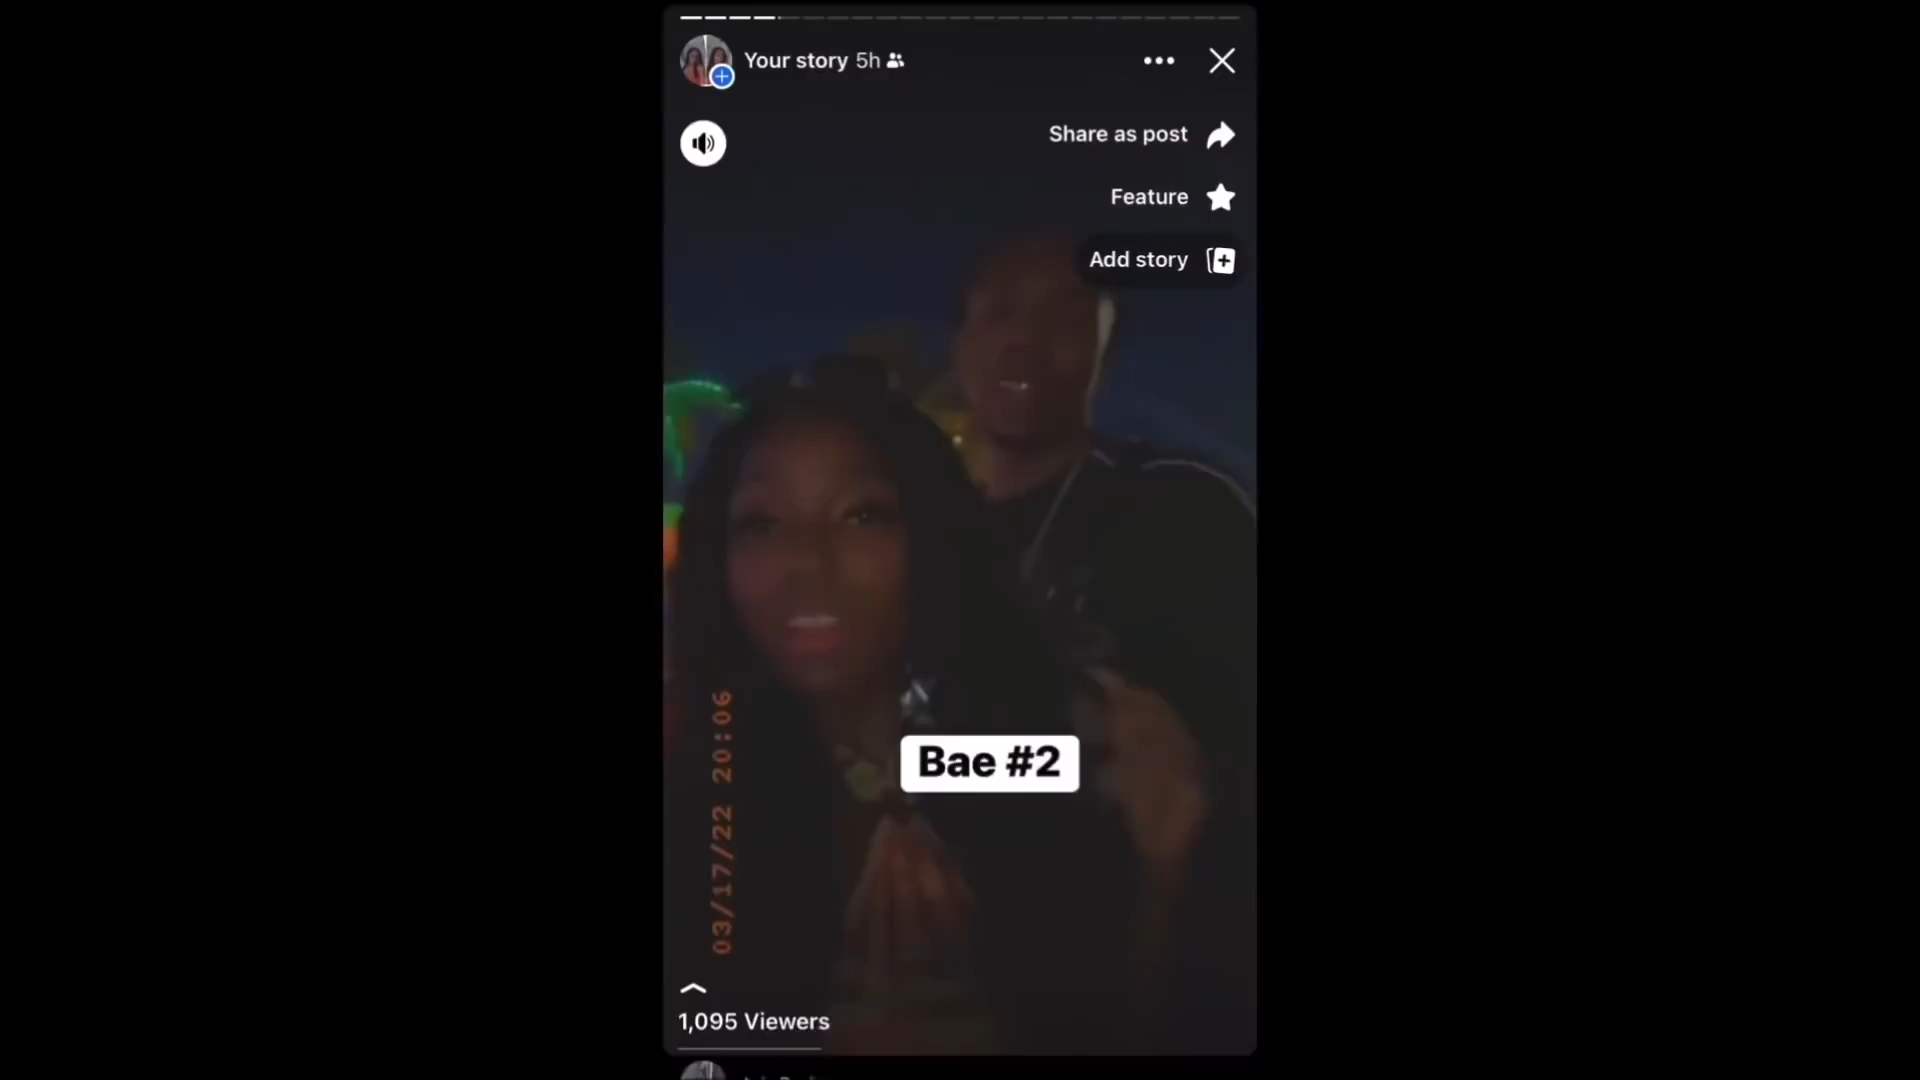 Your story 5h
Share as post
Feature
Add story
Bae #2
03/17/22 20:06
1,095 Viewers